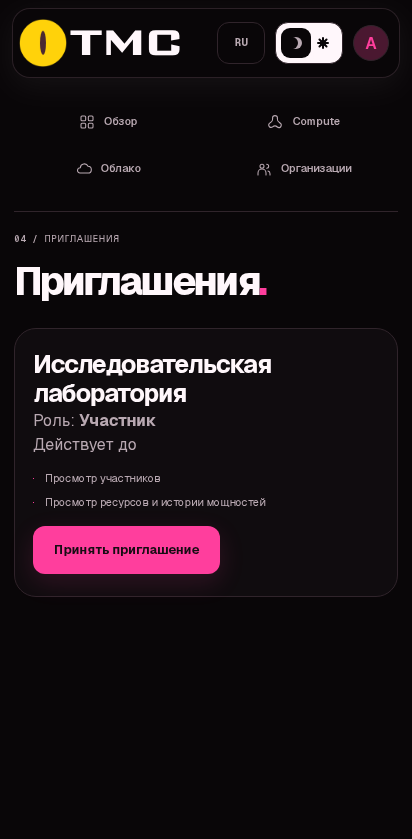 TMC
RU
A
Обзор
Compute
Облако
Организации
04 / ПРИГЛАШЕНИЯ
Приглашения.
Исследовательская
лаборатория
Роль: Участник
Действует до
· Просмотр участников
· Просмотр ресурсов и истории мощностей
Принять приглашение